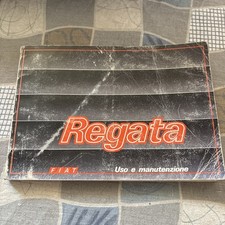 Regata
FIAT
Uso e manutenzione